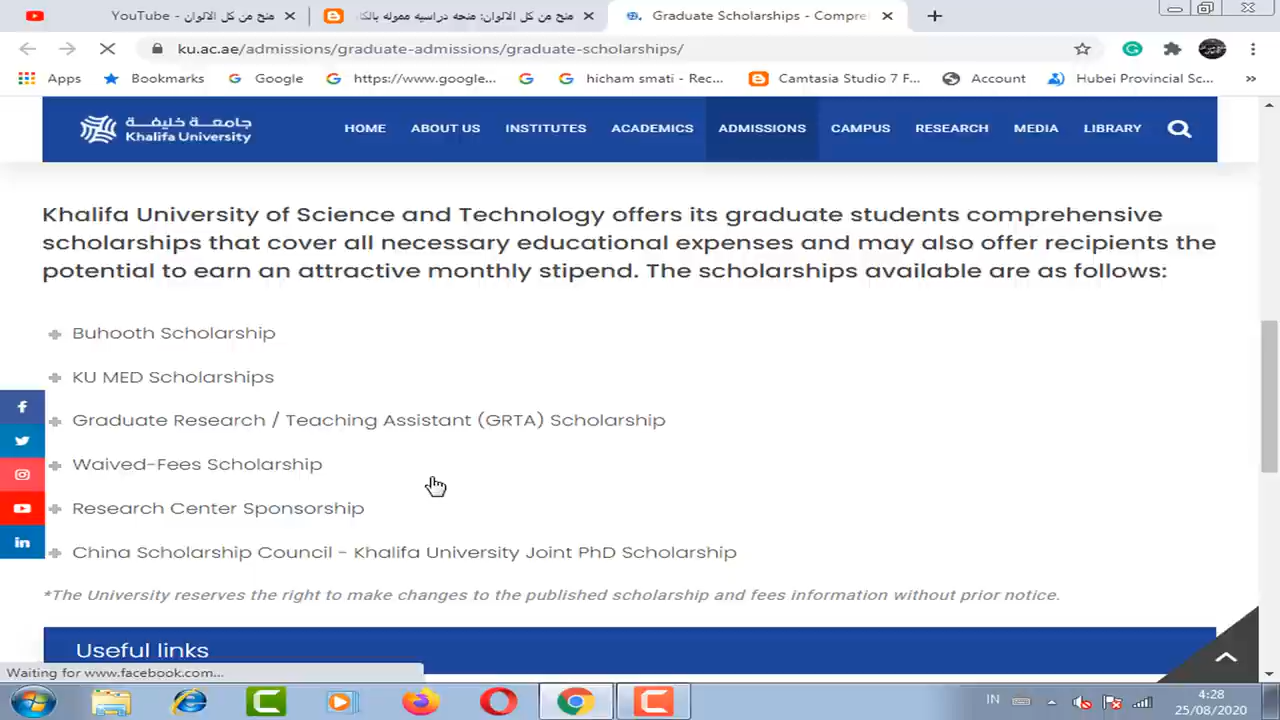 YouTube - منح من كل الالوان
منح من كل الالوان: منحه دراسيه مموله بالكا
Graduate Scholarships - Compre
ku.ac.ae/admissions/graduate-admissions/graduate-scholarships/
Apps Bookmarks Google https://www.google... hicham smati - Rec... Camtasia Studio 7 F... Account Hubei Provincial Sc... »
جامعة خليفة
Khalifa University
HOME ABOUT US INSTITUTES ACADEMICS ADMISSIONS CAMPUS RESEARCH MEDIA LIBRARY
Khalifa University of Science and Technology offers its graduate students comprehensive
scholarships that cover all necessary educational expenses and may also offer recipients the
potential to earn an attractive monthly stipend. The scholarships available are as follows:
Buhooth Scholarship
KU MED Scholarships
Graduate Research / Teaching Assistant (GRTA) Scholarship
Waived-Fees Scholarship
Research Center Sponsorship
China Scholarship Council - Khalifa University Joint PhD Scholarship
*The University reserves the right to make changes to the published scholarship and fees information without prior notice.
Useful links
Waiting for www.facebook.com...
IN
4:28
25/08/2020